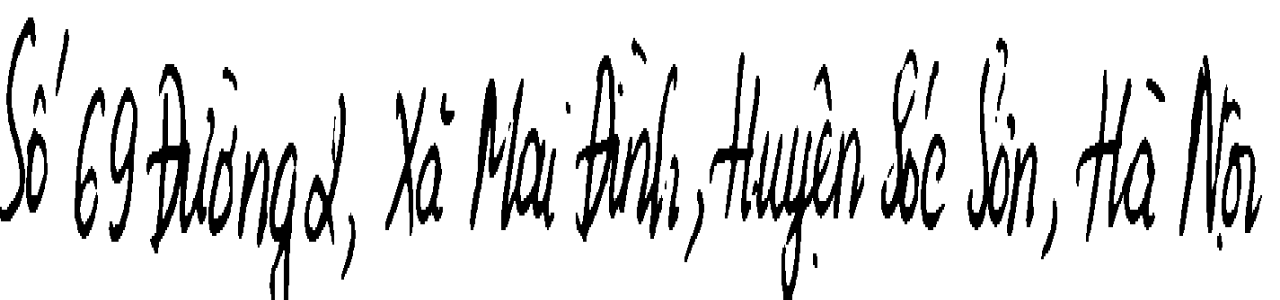 Số 69 Đường 2, Xã Mai Đình, Huyện Sóc Sơn, Hà Nội